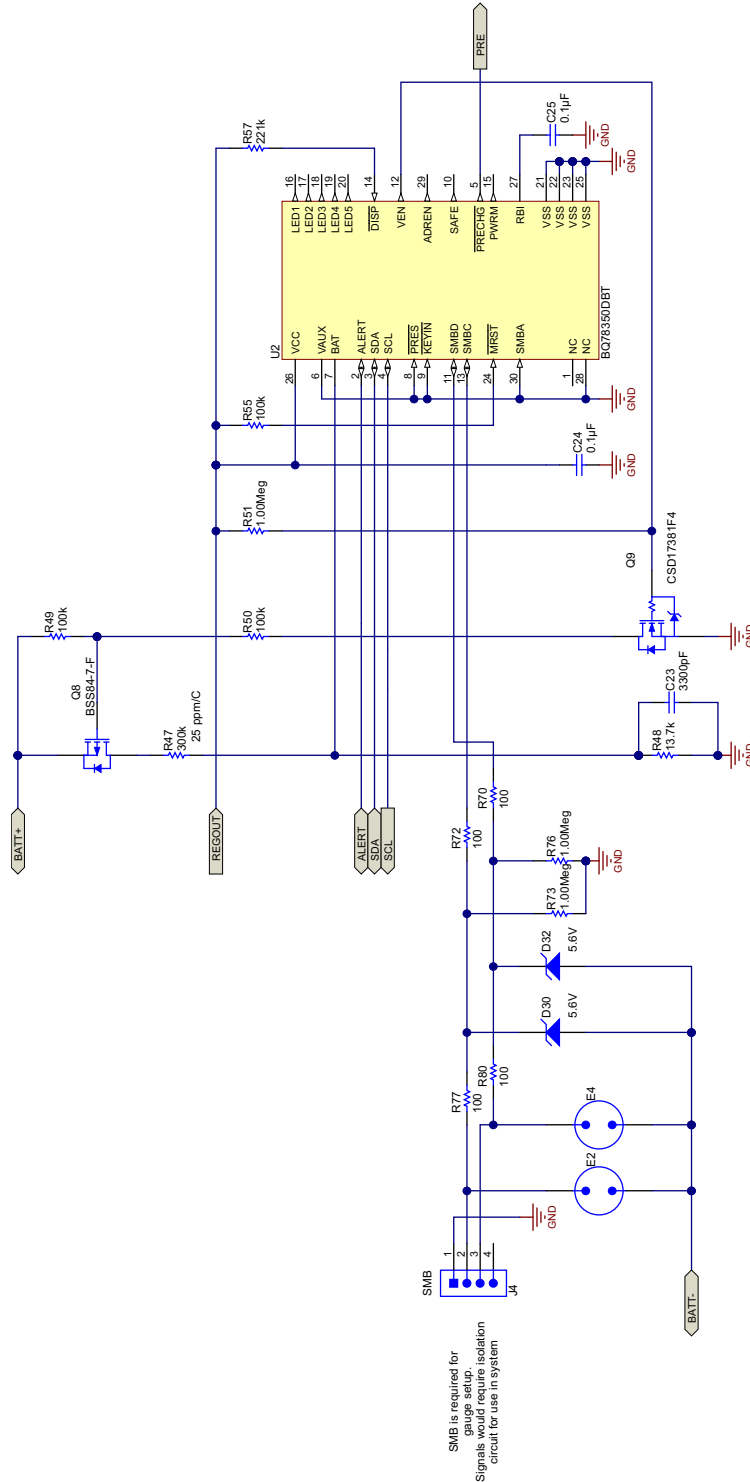 SMB is required for
gauge setup.
Signals would require isolation
circuit for use in system
SMB
1
2
3
4
J4
GND
BATT-
E2
E4
R77
100
R80
100
D30
5.6V
D32
5.6V
R73
1.00Meg
R76
1.00Meg
GND
R72
100
R70
100
BATT+
REGOUT
ALERT
SDA
SCL
Q8
BSS84-7-F
R47
300k
25 ppm/C
R49
100k
R50
100k
R48
13.7k
C23
3300pF
GND
Q9
CSD17381F4
GND
R51
1.00Meg
R55
100k
C24
0.1µF
GND
GND
U2
26
VCC
6
VAUX
7
BAT
2
ALERT
3
SDA
4
SCL
8
PRES
9
KEYIN
11
SMBD
13
SMBC
24
MRST
30
SMBA
1
NC
28
NC
BQ78350DBT
LED1
16
LED2
17
LED3
18
LED4
19
LED5
20
DISP
14
VEN
12
ADREN
29
SAFE
10
PRECHG
5
PWRM
15
RBI
27
VSS
21
VSS
22
VSS
23
VSS
25
R57
221k
PRE
C25
0.1µF
GND
GND